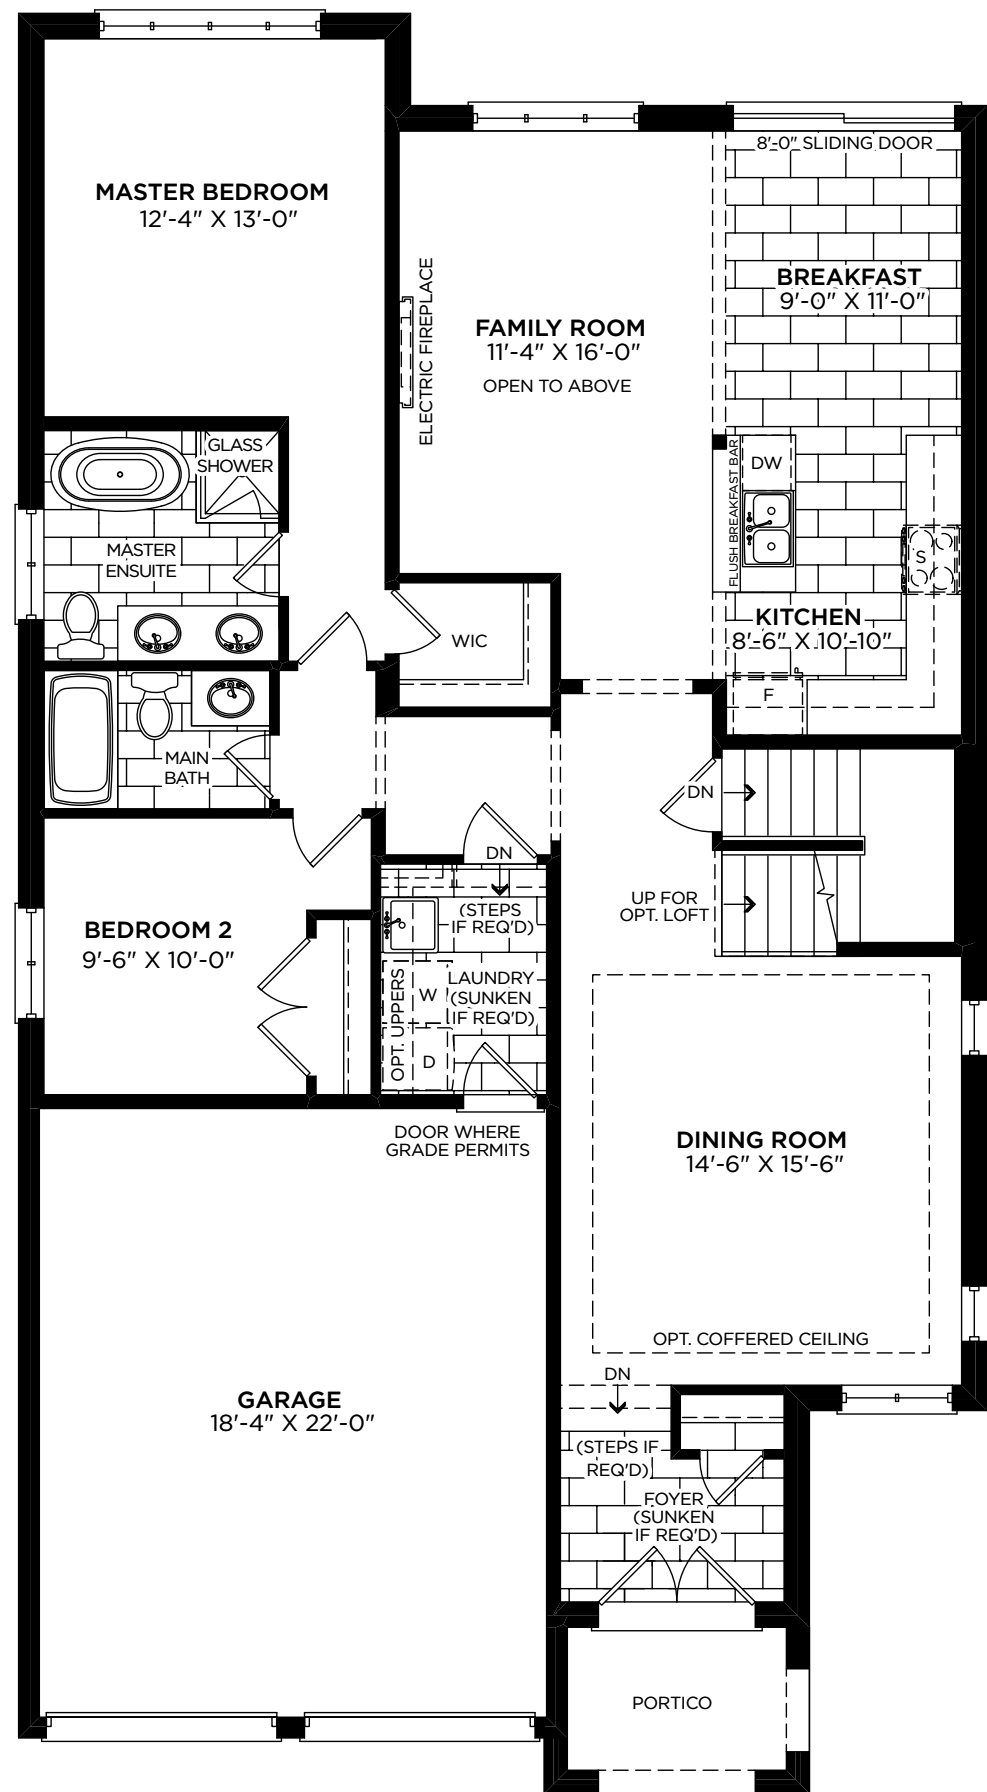 8'-0" SLIDING DOOR
MASTER BEDROOM
12'-4" X 13'-0"
BREAKFAST
9'-0" X 11'-0"
ELECTRIC FIREPLACE
FAMILY ROOM
11'-4" X 16'-0"
OPEN TO ABOVE
GLASS
SHOWER
FLUSH BREAKFAST BAR
DW
MASTER
ENSUITE
S
KITCHEN
8'-6" X 10'-10"
WIC
F
MAIN
BATH
DN
DN
(STEPS
IF REQ'D)
UP FOR
OPT. LOFT
BEDROOM 2
9'-6" X 10'-0"
OPT. UPPERS
W
LAUNDRY
(SUNKEN
IF REQ'D)
D
DOOR WHERE
GRADE PERMITS
DINING ROOM
14'-6" X 15'-6"
OPT. COFFERED CEILING
GARAGE
18'-4" X 22'-0"
DN
(STEPS IF
REQ'D)
FOYER
(SUNKEN
IF REQ'D)
PORTICO